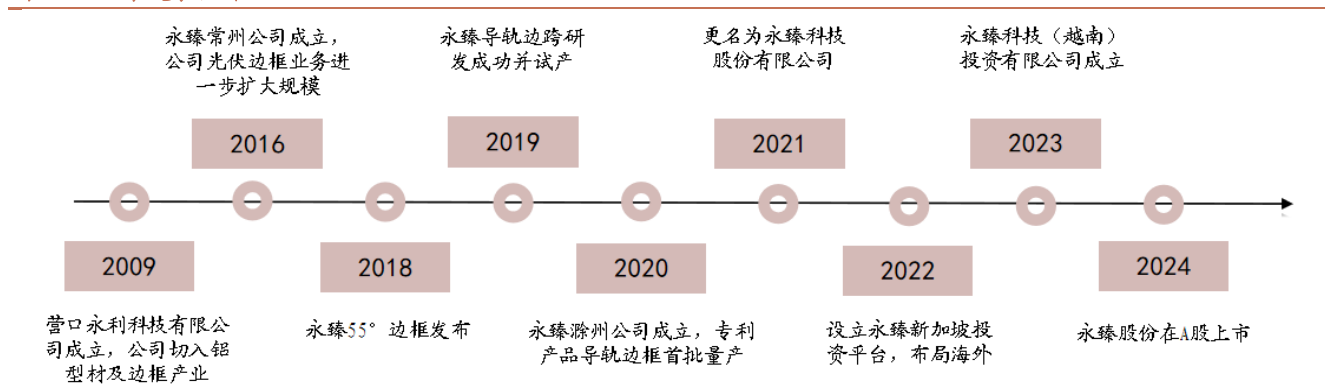 永臻常州公司成立，
公司光伏边框业务进
一步扩大规模
2016
永臻导轨边跨研
发成功并试产
2019
更名为永臻科技
股份有限公司
2021
永臻科技（越南）
投资有限公司成立
2023
2009
营口永利科技有限公
司成立，公司切入铝
型材及边框产业
2018
永臻55°边框发布
2020
永臻滁州公司成立，专利
产品导轨边框首批量产
2022
设立永臻新加坡投
资平台，布局海外
2024
永臻股份在A股上市